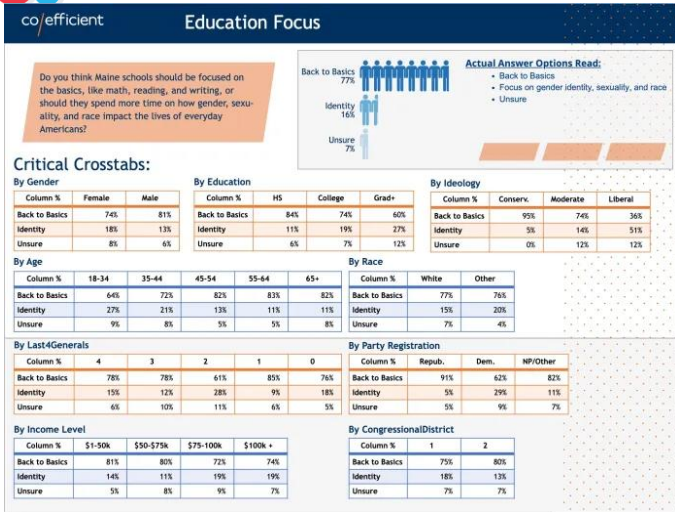 co/efficient
Education Focus
Do you think Maine schools should be focused on
the basics, like math, reading, and writing, or
should they spend more time on how gender, sexu-
ality, and race impact the lives of everyday
Americans?
Back to Basics
77%
Identity
16%
Unsure
7%
Actual Answer Options Read:
• Back to Basics
• Focus on gender identity, sexuality, and race
• Unsure
Critical Crosstabs:
By Gender
Column % Female Male
Back to Basics 74% 81%
Identity 18% 13%
Unsure 8% 6%
By Education
Column % HS College Grad+
Back to Basics 84% 74% 60%
Identity 11% 19% 27%
Unsure 6% 7% 12%
By Ideology
Column % Conserv. Moderate Liberal
Back to Basics 95% 74% 36%
Identity 5% 14% 51%
Unsure 0% 12% 12%
By Age
Column % 18-34 35-44 45-54 55-64 65+
Back to Basics 64% 72% 82% 83% 82%
Identity 27% 21% 13% 11% 11%
Unsure 9% 8% 5% 5% 8%
By Race
Column % White Other
Back to Basics 77% 76%
Identity 15% 20%
Unsure 7% 4%
By Last4Generals
Column % 4 3 2 1 0
Back to Basics 78% 78% 61% 85% 76%
Identity 15% 12% 28% 9% 18%
Unsure 6% 10% 11% 6% 5%
By Party Registration
Column % Repub. Dem. NP/Other
Back to Basics 91% 62% 82%
Identity 5% 29% 11%
Unsure 5% 9% 7%
By Income Level
Column % $1-50k $50-$75k $75-100k $100k +
Back to Basics 81% 80% 72% 74%
Identity 14% 11% 19% 19%
Unsure 5% 8% 9% 7%
By CongressionalDistrict
Column % 1 2
Back to Basics 75% 80%
Identity 18% 13%
Unsure 7% 7%